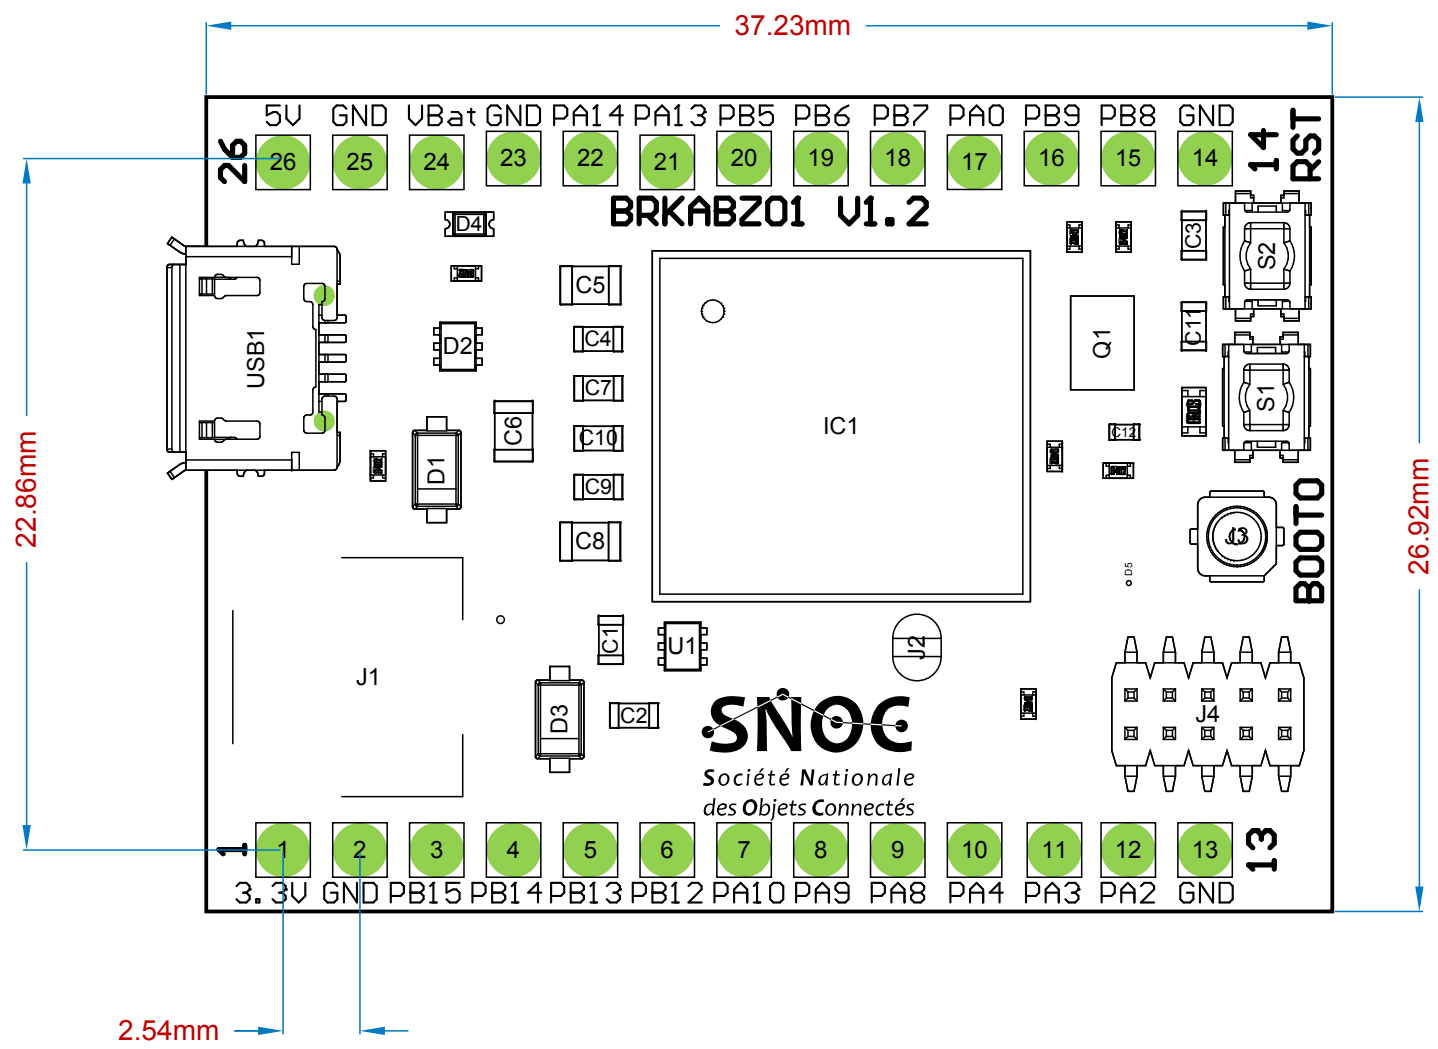 37.23mm
5V GND VBat GND PA14 PA13 PB5 PB6 PB7 PA0 PB9 PB8 GND
26 26 25 24 23 22 21 20 19 18 17 16 15 14 14 RST
BRKABZ01 V1.2
D4
C3
S2
C5
USB1
D2
C4
C11
Q1
C7
S1
C6
IC1
C10
C12
D1
C9
22.86mm
26.92mm
C8
J3
BOOT0
D5
C1
U1
J2
J1
D3
C2
J4
SNOC
Société Nationale
des Objets Connectés
1 1 2 3 4 5 6 7 8 9 10 11 12 13 13
3.3V GND PB15 PB14 PB13 PB12 PA10 PA9 PA8 PA4 PA3 PA2 GND
2.54mm